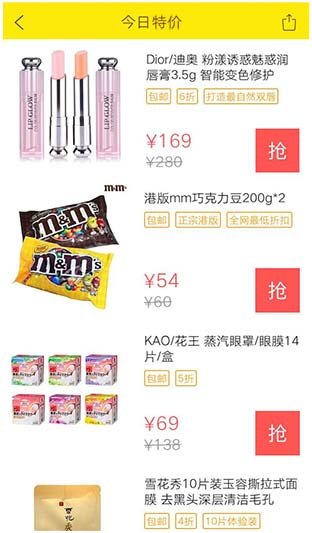 今日特价
Dior/迪奥 粉漾诱惑魅惑润
唇膏3.5g 智能变色修护
包邮 6折 打造最自然双唇
¥169
¥280
抢
LIP GLOW
LIP GLOW
m&m's
港版mm巧克力豆200g*2
包邮 正宗港版 全网最低折扣
m&m's
m&m's
¥54
¥60
抢
KAO/花王 蒸汽眼罩/眼膜14
片/盒
包邮 5折
¥69
¥138
抢
雪花秀10片装玉容撕拉式面
膜 去黑头深层清洁毛孔
包邮 4折 10片体验装